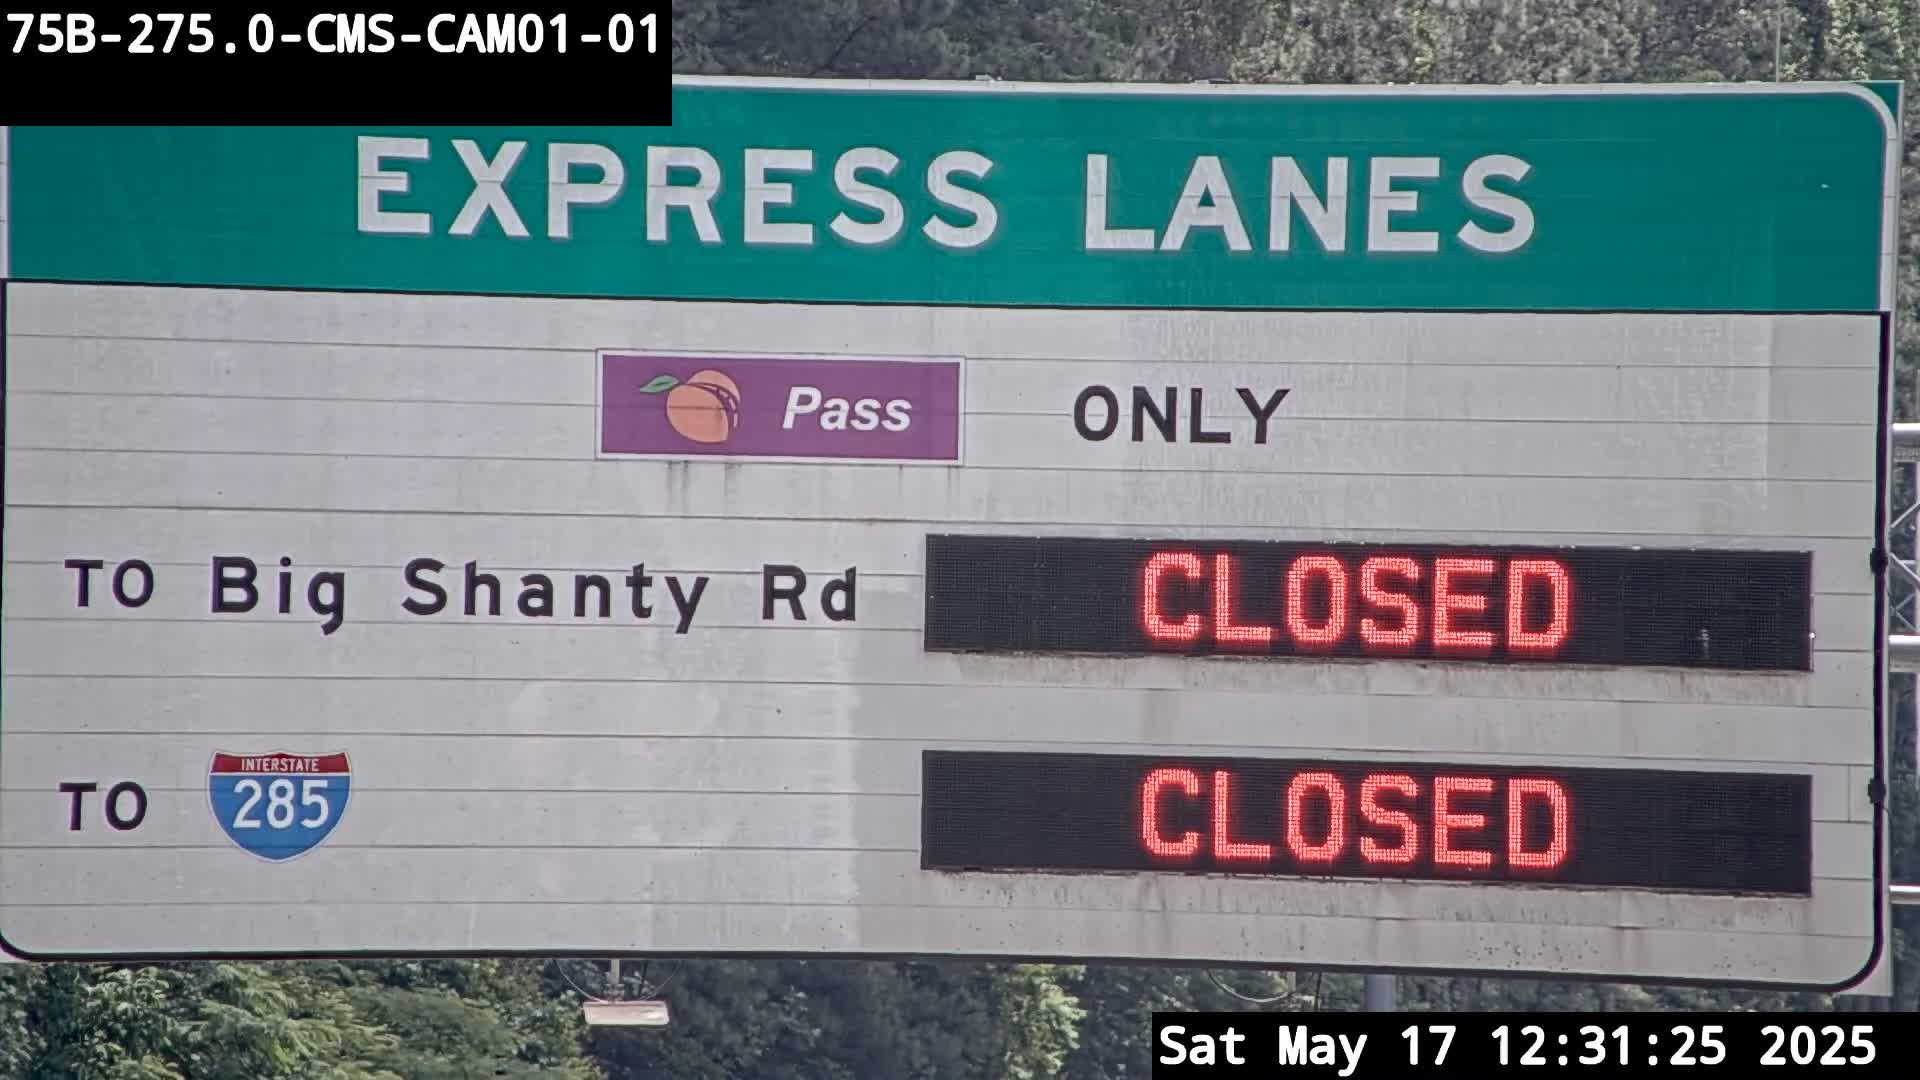 75B-275.0-CMS-CAM01-01
EXPRESS LANES
Pass ONLY
TO Big Shanty Rd CLOSED
TO INTERSTATE 285 CLOSED
Sat May 17 12:31:25 2025